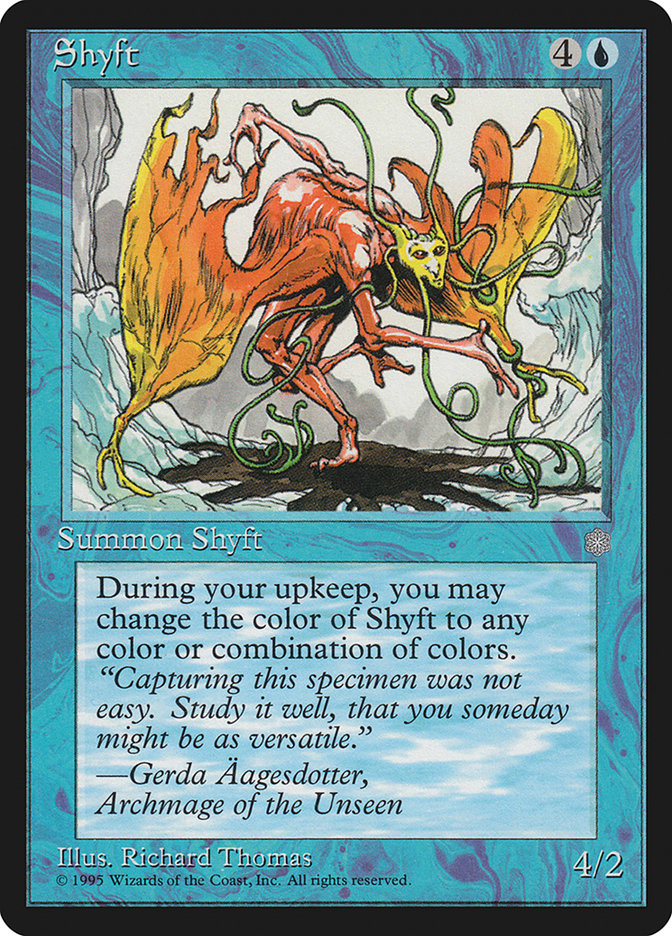 Shyft
4
Summon Shyft
During your upkeep, you may
change the color of Shyft to any
color or combination of colors.
“Capturing this specimen was not
easy. Study it well, that you someday
might be as versatile.”
—Gerda Äagesdotter,
Archmage of the Unseen
Illus. Richard Thomas
4/2
© 1995 Wizards of the Coast, Inc. All rights reserved.